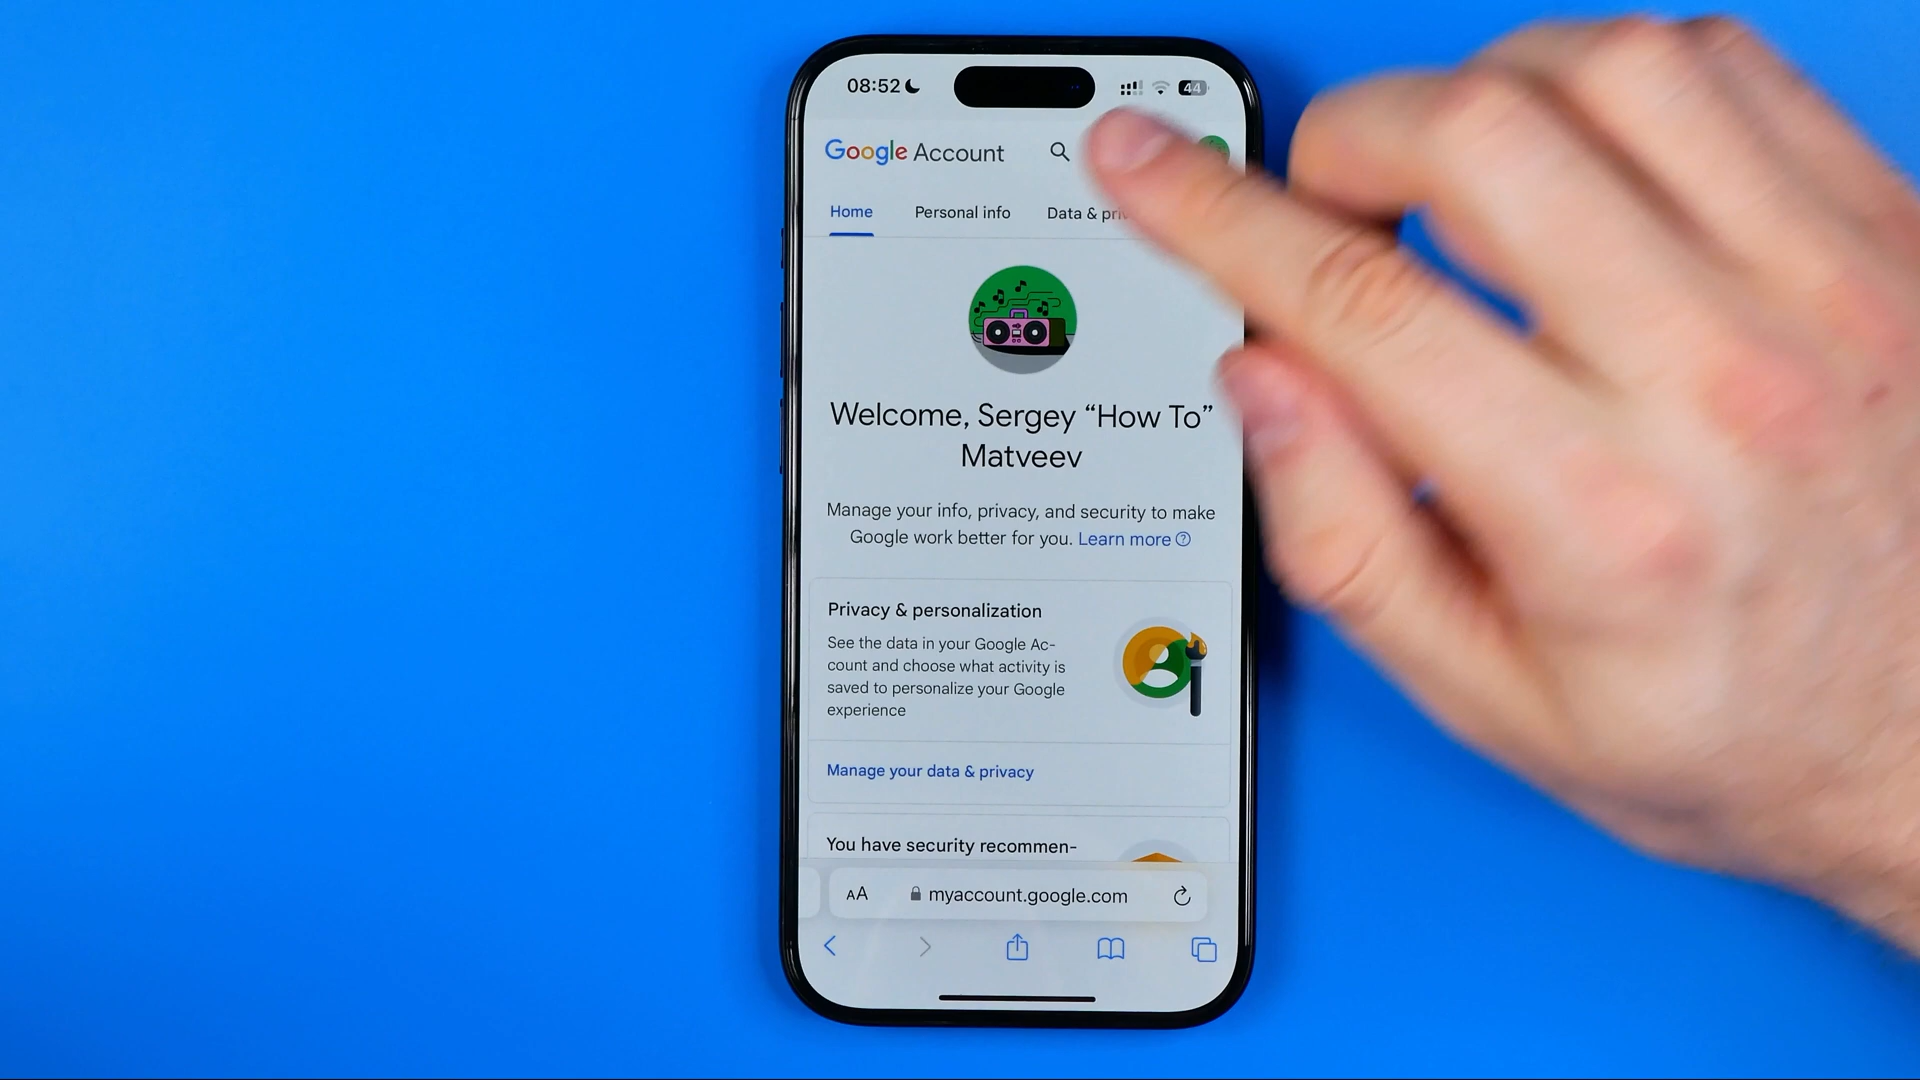 08:52
44
Google Account
Home Personal info Data &
Welcome, Sergey “How To”
Matveev
Manage your info, privacy, and security to make
Google work better for you. Learn more
Privacy & personalization
See the data in your Google Ac-
count and choose what activity is
saved to personalize your Google
experience
Manage your data & privacy
You have security recommen-
AA myaccount.google.com